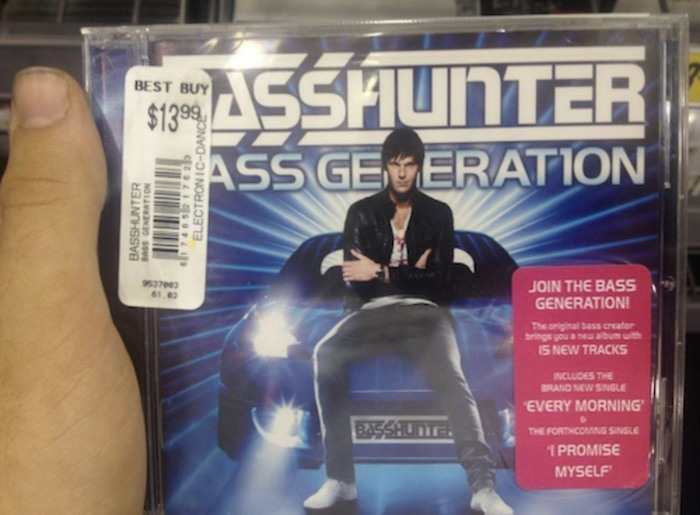 BEST BUY
$13.99
BASSHUNTER
BASS GENERATION
ELECTRONIC-DANCE
9537003
61.03
ASSHUNTER
ASS GENERATION
BASSHUNTER
JOIN THE BASS
GENERATION!
The original bass creator
brings you a new album with
15 NEW TRACKS
INCLUDES THE
BRAND NEW SINGLE
'EVERY MORNING'
&
THE FORTHCOMING SINGLE
'I PROMISE
MYSELF'